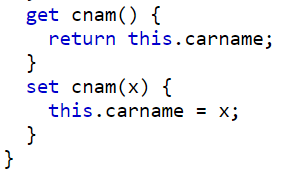 get cnam() {
return this.carname;
}
set cnam(x) {
this.carname = x;
}
}